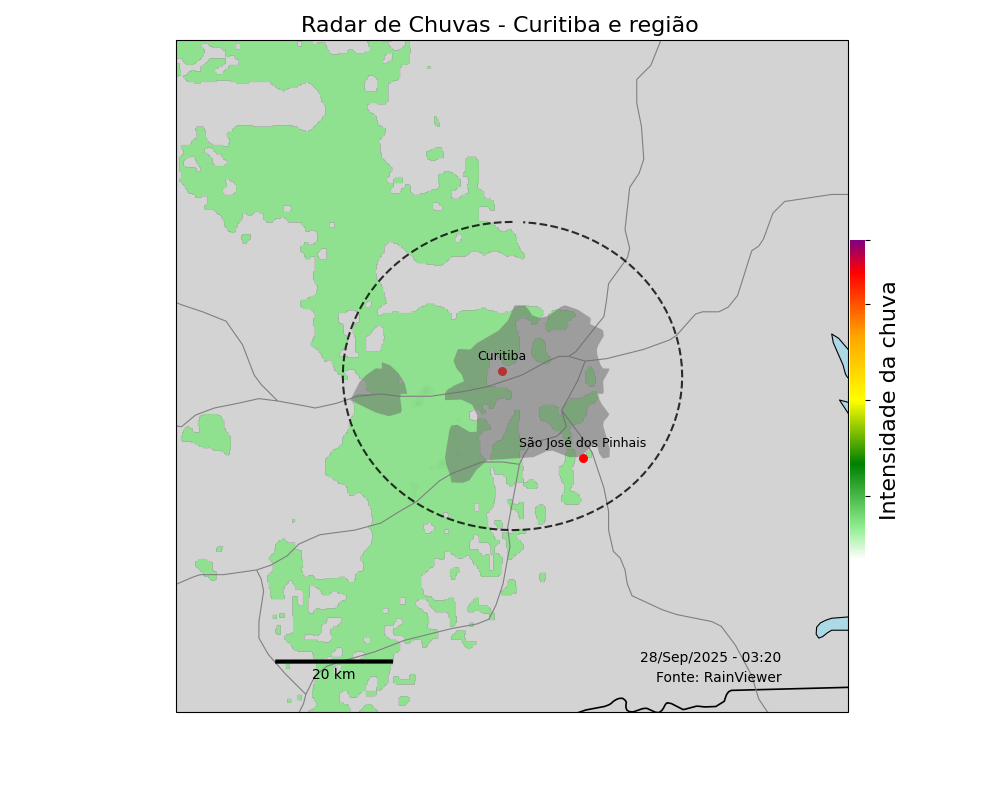 Radar de Chuvas - Curitiba e região
Curitiba
São José dos Pinhais
Intensidade da chuva
28/Sep/2025 - 03:20
Fonte: RainViewer
20 km